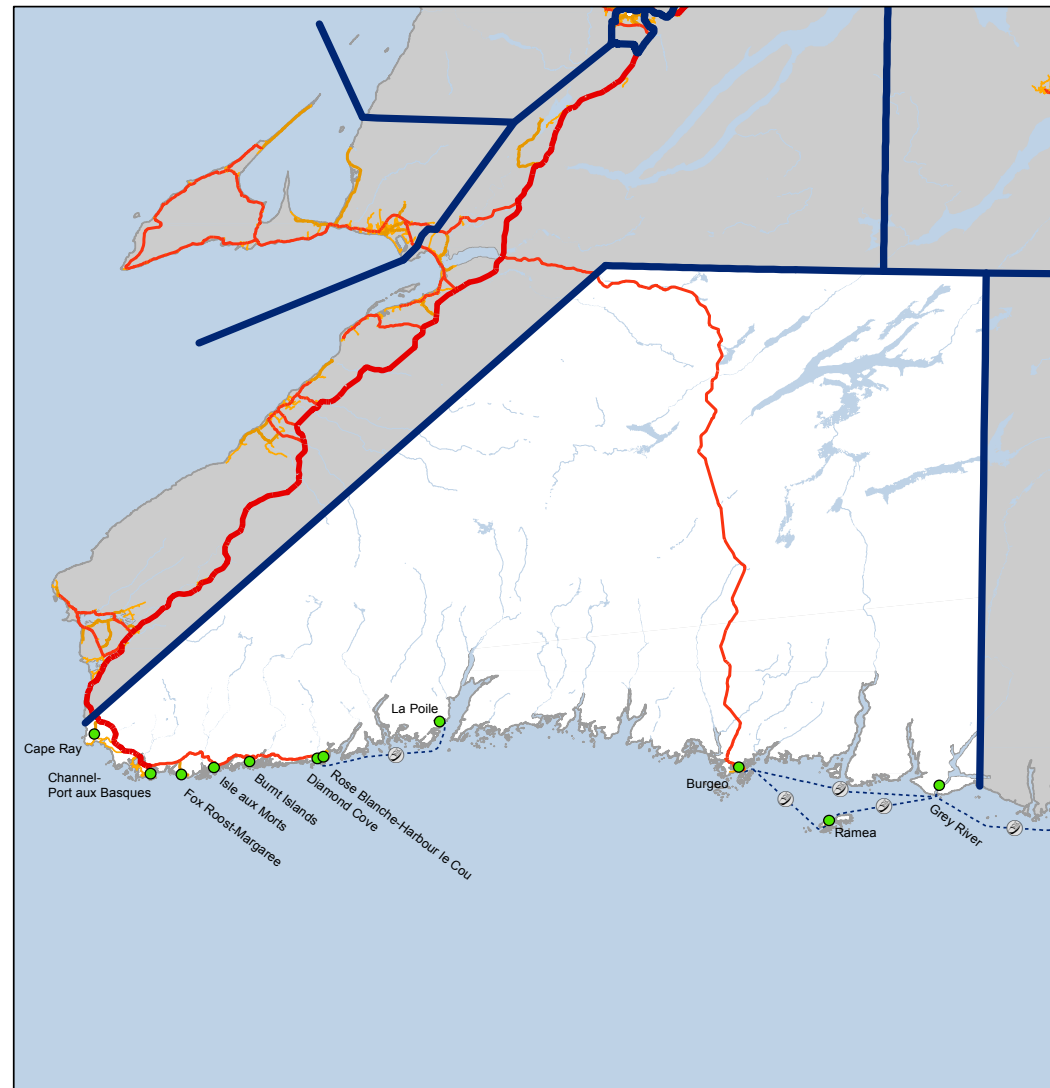 La Poile
Cape Ray
Channel-
Port aux Basques
Fox Roost-Margaree
Isle aux Morts
Burnt Islands
Diamond Cove
Rose Blanche-Harbour le Cou
Burgeo
Ramea
Grey River